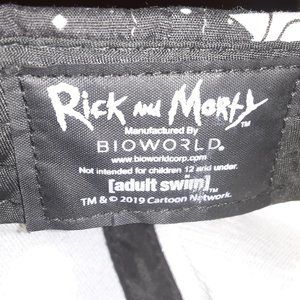 Rick and Morty
Manufactured By
BIOWORLD®
www.bioworldcorp.com
Not intended for children 12 and under.
[adult swim]™
TM & © 2019 Cartoon Network.